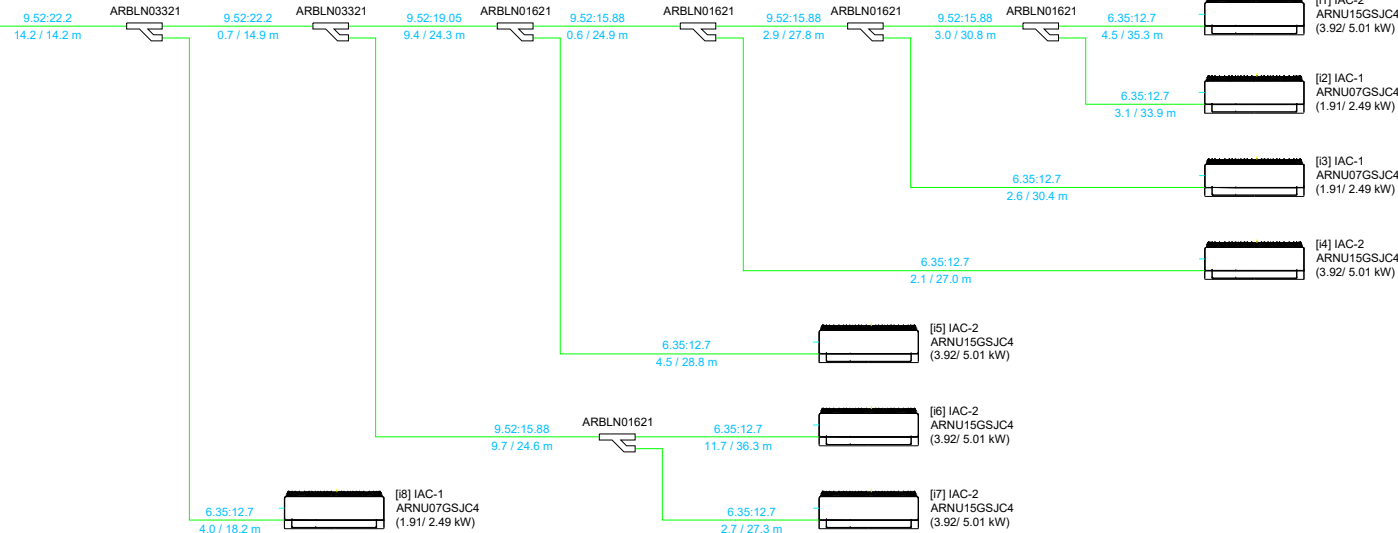 9.52:22.2
14.2 / 14.2 m
ARBLN03321
9.52:22.2
0.7 / 14.9 m
ARBLN03321
9.52:19.05
9.4 / 24.3 m
ARBLN01621
9.52:15.88
0.6 / 24.9 m
ARBLN01621
9.52:15.88
2.9 / 27.8 m
ARBLN01621
9.52:15.88
3.0 / 30.8 m
ARBLN01621
6.35:12.7
4.5 / 35.3 m
[i1] IAC-2
ARNU15GSJC4
(3.92/ 5.01 kW)
6.35:12.7
3.1 / 33.9 m
[i2] IAC-1
ARNU07GSJC4
(1.91/ 2.49 kW)
6.35:12.7
2.6 / 30.4 m
[i3] IAC-1
ARNU07GSJC4
(1.91/ 2.49 kW)
6.35:12.7
2.1 / 27.0 m
[i4] IAC-2
ARNU15GSJC4
(3.92/ 5.01 kW)
6.35:12.7
4.5 / 28.8 m
[i5] IAC-2
ARNU15GSJC4
(3.92/ 5.01 kW)
9.52:15.88
9.7 / 24.6 m
ARBLN01621
6.35:12.7
11.7 / 36.3 m
[i6] IAC-2
ARNU15GSJC4
(3.92/ 5.01 kW)
6.35:12.7
2.7 / 27.3 m
[i7] IAC-2
ARNU15GSJC4
(3.92/ 5.01 kW)
6.35:12.7
4.0 / 18.2 m
[i8] IAC-1
ARNU07GSJC4
(1.91/ 2.49 kW)